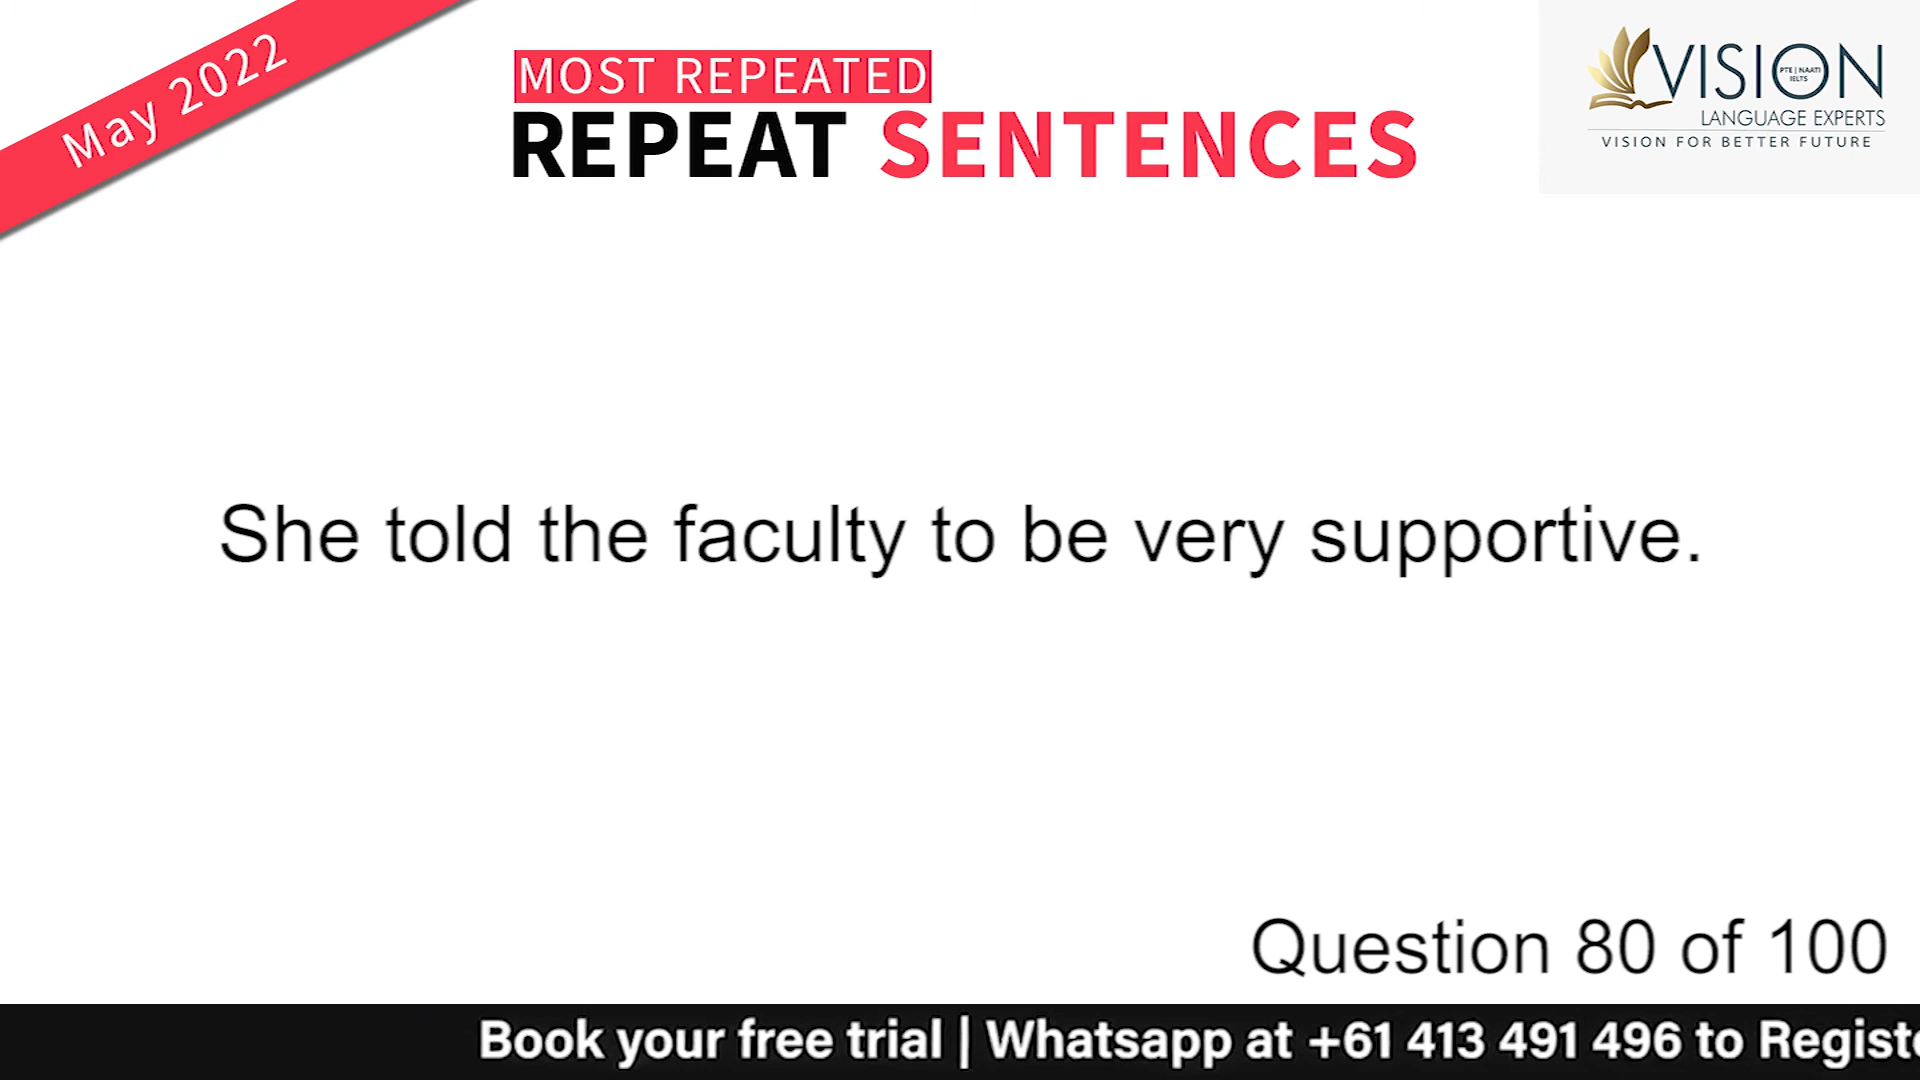 May 2022
MOST REPEATED
REPEAT SENTENCES
VISION
PTE | NAATI
IELTS
LANGUAGE EXPERTS
VISION FOR BETTER FUTURE
She told the faculty to be very supportive.
Question 80 of 100
Book your free trial | Whatsapp at +61 413 491 496 to Registe